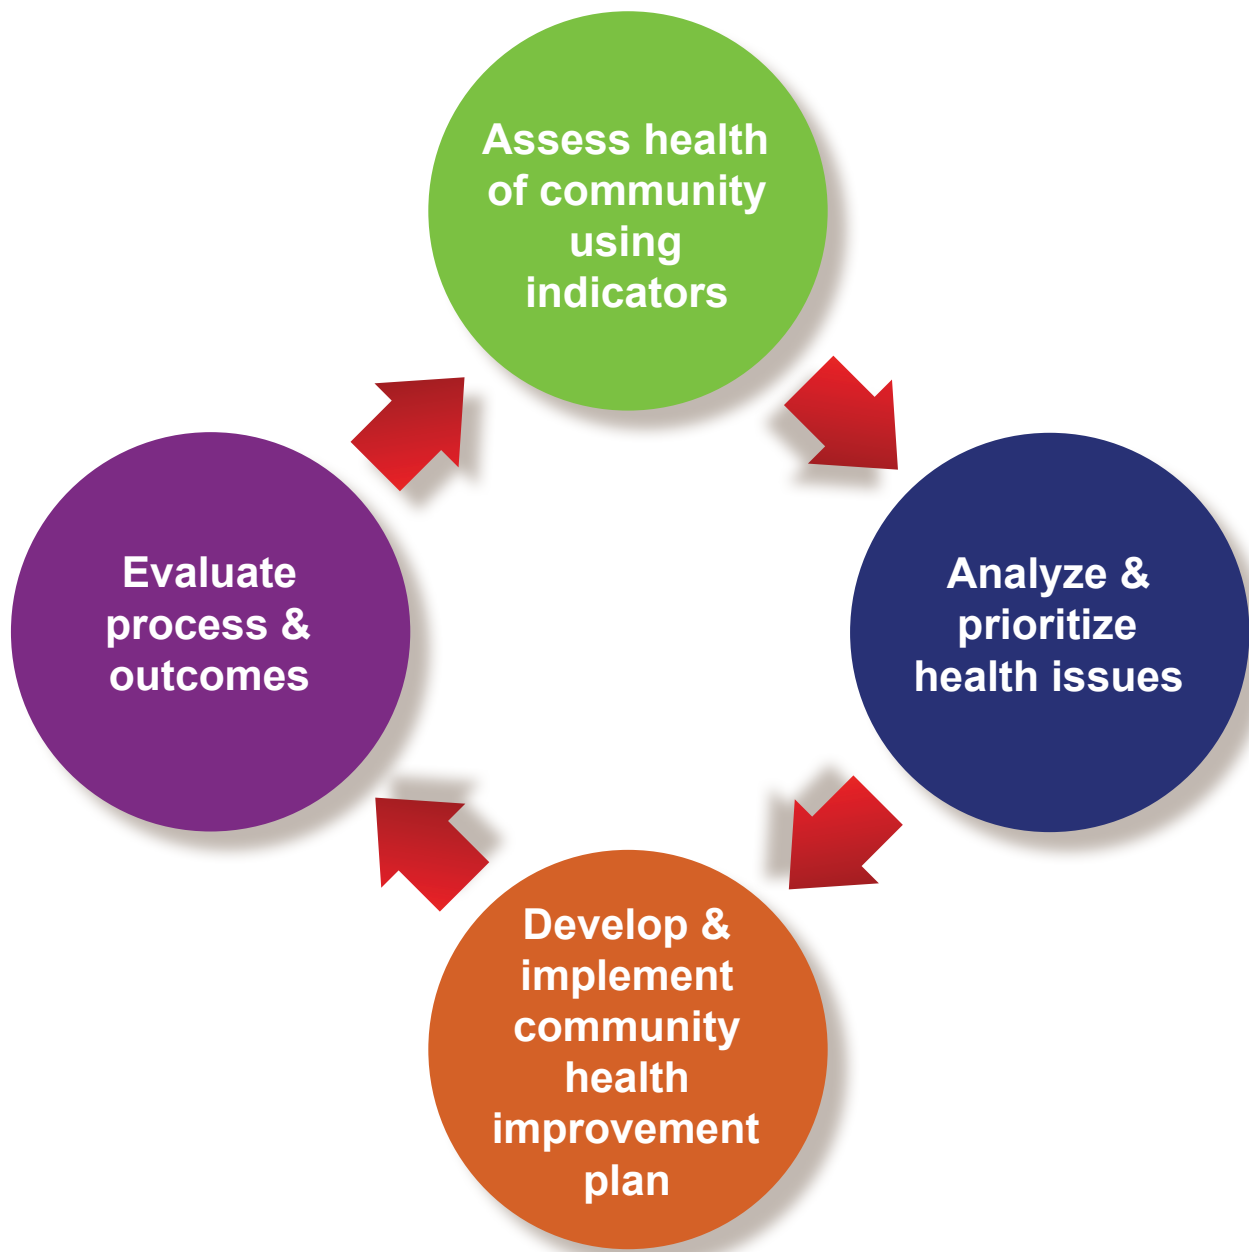 Assess health
of community
using
indicators
Analyze &
prioritize
health issues
Develop &
implement
community
health
improvement
plan
Evaluate
process &
outcomes